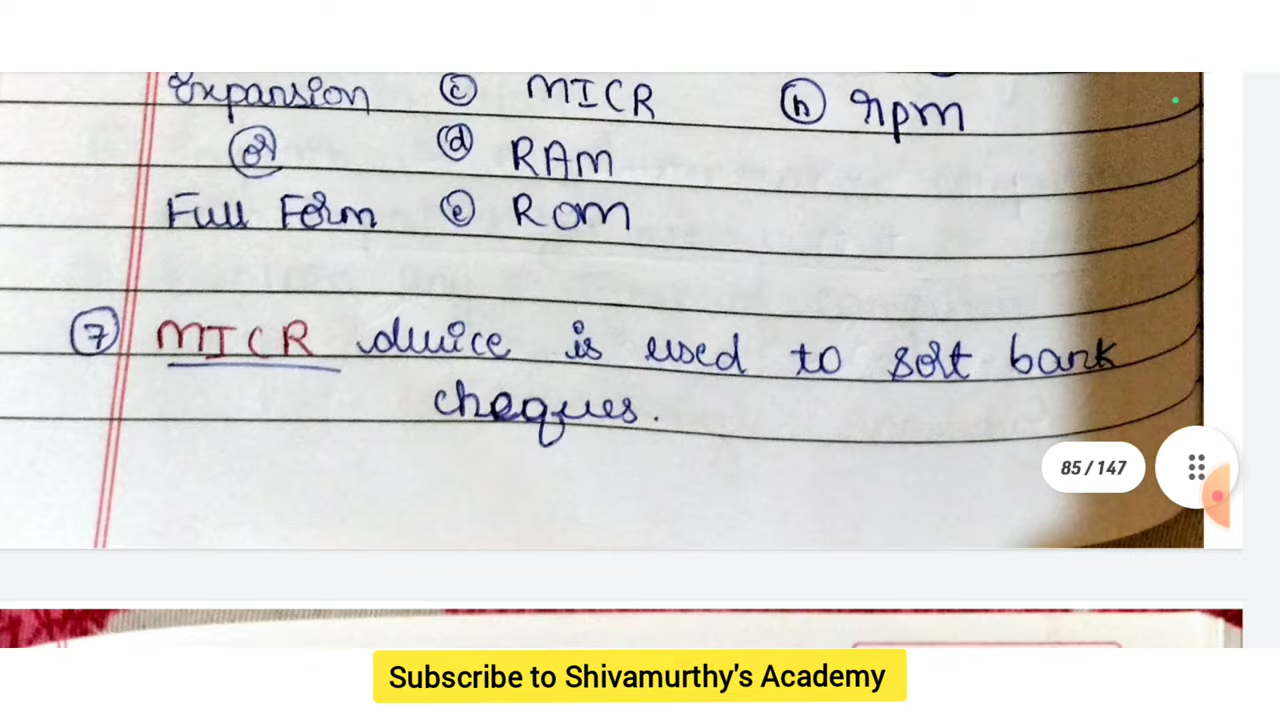 Expansion ⓒ MICR ⓗ rpm
ⓓ RAM
Full Form ⓔ ROM
⑦ MICR device is used to sort bank
cheques.
85 / 147
Subscribe to Shivamurthy's Academy